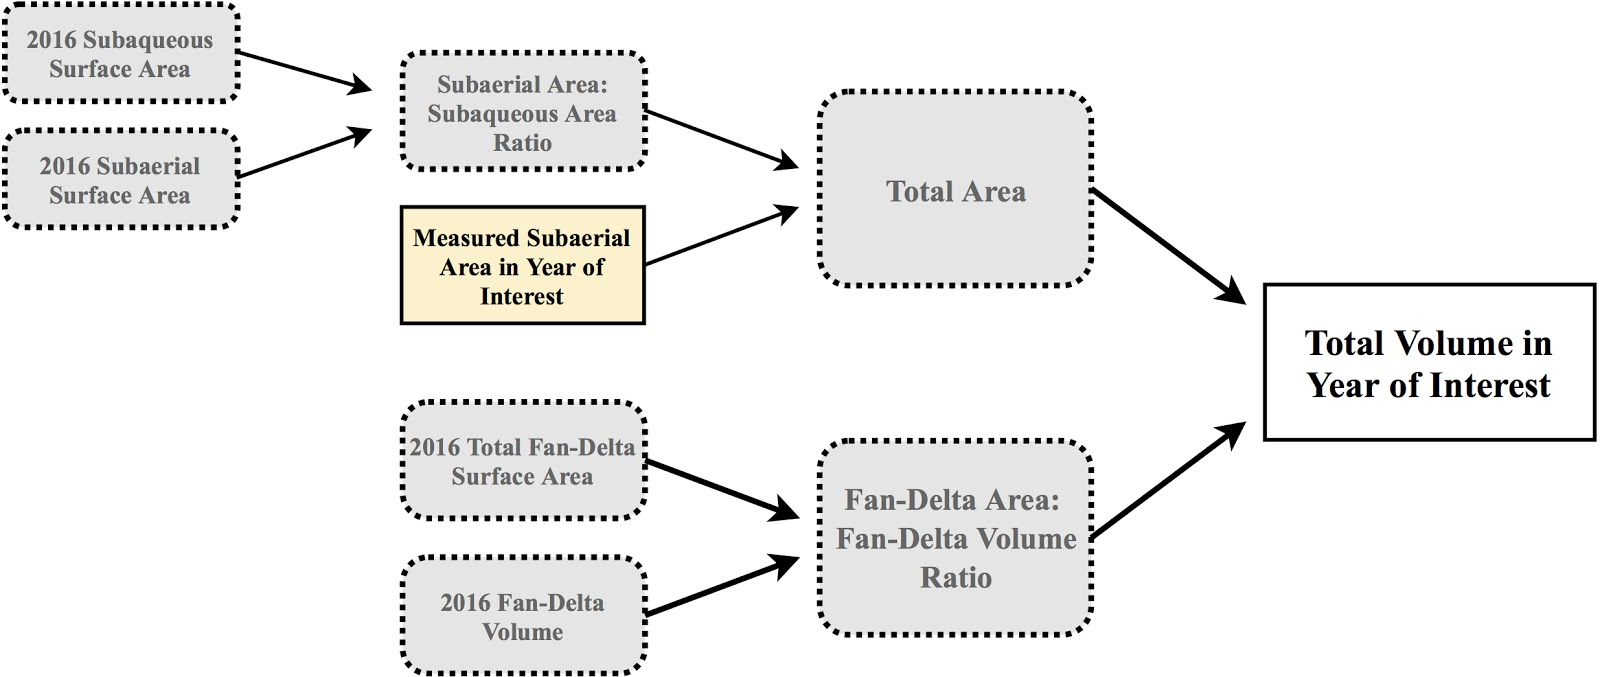 2016 Subaqueous
Surface Area
2016 Subaerial
Surface Area
Subaerial Area:
Subaqueous Area
Ratio
Measured Subaerial
Area in Year of
Interest
Total Area
2016 Total Fan-Delta
Surface Area
2016 Fan-Delta
Volume
Fan-Delta Area:
Fan-Delta Volume
Ratio
Total Volume in
Year of Interest